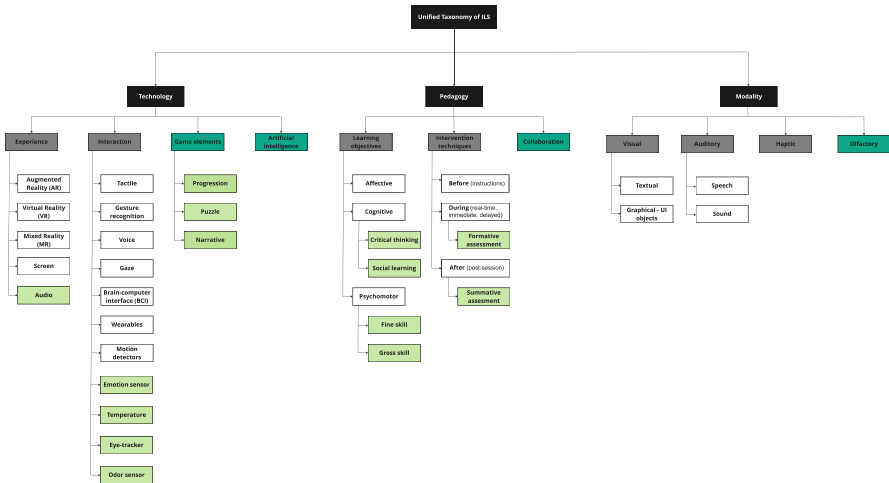 Unified Taxonomy of ILS
Technology
Pedagogy
Modality
Experience
Interaction
Game elements
Artificial
intelligence
Learning
objectives
Intervention
techniques
Collaboration
Visual
Auditory
Haptic
Olfactory
Augmented
Reality (AR)
Virtual Reality
(VR)
Mixed Reality
(MR)
Screen
Audio
Tactile
Gesture
recognition
Voice
Gaze
Brain-computer
interface (BCI)
Wearables
Motion
detectors
Emotion sensor
Temperature
Eye-tracker
Odor sensor
Progression
Puzzle
Narrative
Affective
Cognitive
Critical thinking
Social learning
Psychomotor
Fine skill
Gross skill
Before (instructions)
During (real-time,
immediate, delayed)
Formative
assessment
After (post-session)
Summative
assesment
Textual
Graphical - UI
objects
Speech
Sound